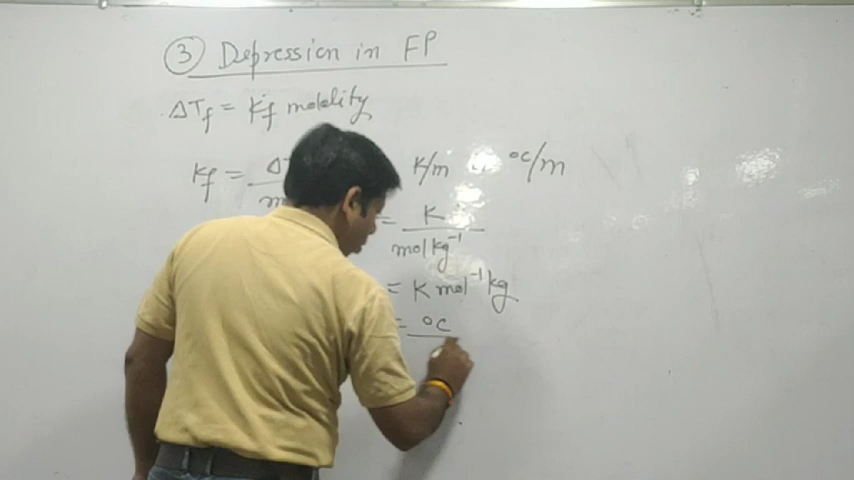 ③ Depression in FP
ΔTf = Kf molality
Kf = K/m °C/m
= K / mol kg⁻¹
= K mol⁻¹ kg
= °C